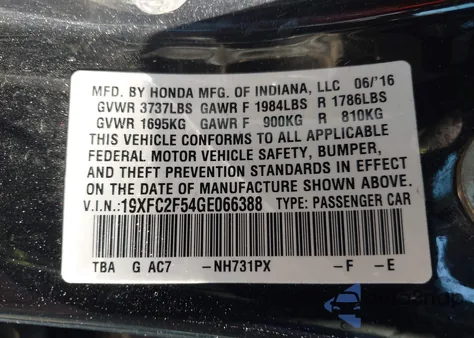 MFD. BY HONDA MFG. OF INDIANA, LLC 06/'16
GVWR 3737LBS GAWR F 1984LBS R 1786LBS
GVWR 1695KG GAWR F 900KG R 810KG
THIS VEHICLE CONFORMS TO ALL APPLICABLE
FEDERAL MOTOR VEHICLE SAFETY, BUMPER,
AND THEFT PREVENTION STANDARDS IN EFFECT
ON THE DATE OF MANUFACTURE SHOWN ABOVE.
V.I.N.:19XFC2F54GE066388 TYPE: PASSENGER CAR
TBA G AC7 -NH731PX -F -E